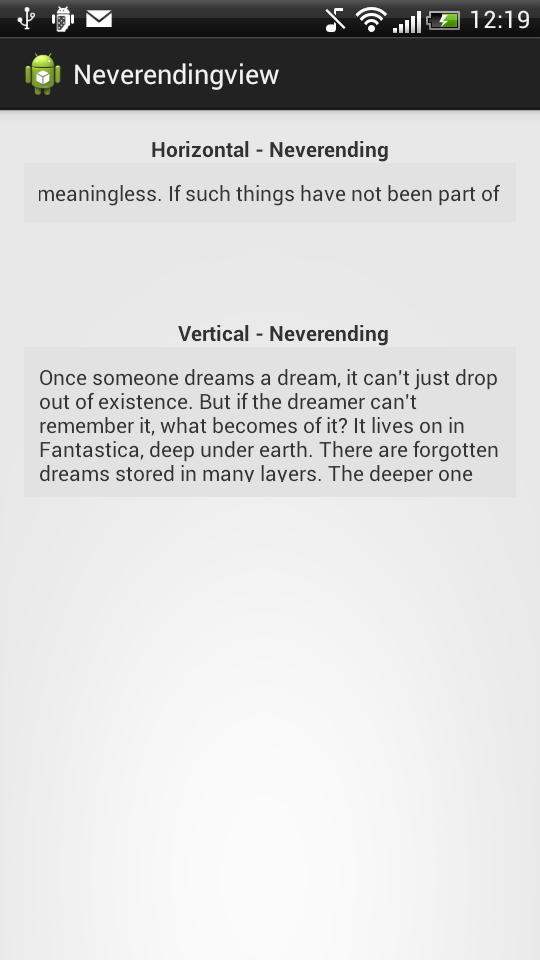 12:19
Neverendingview
Horizontal - Neverending
meaningless. If such things have not been part of
Vertical - Neverending
Once someone dreams a dream, it can't just drop
out of existence. But if the dreamer can't
remember it, what becomes of it? It lives on in
Fantastica, deep under earth. There are forgotten
dreams stored in many layers. The deeper one